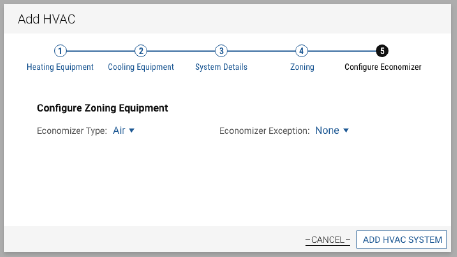 Add HVAC
1 2 3 4 5
Heating Equipment Cooling Equipment System Details Zoning Configure Economizer
Configure Zoning Equipment
Economizer Type: Air Economizer Exception: None
CANCEL ADD HVAC SYSTEM